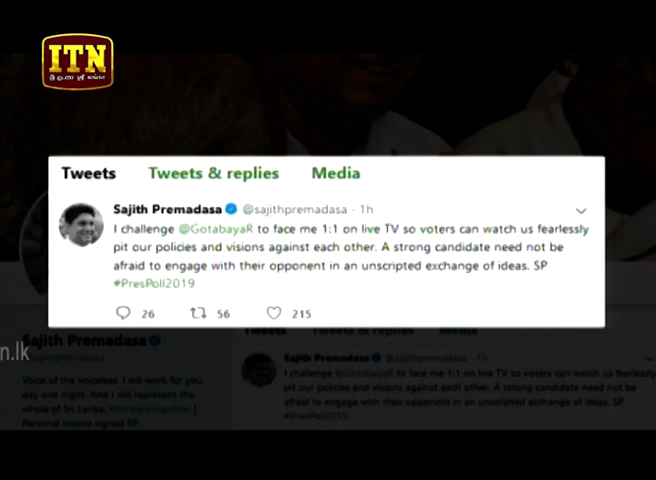 ITN
Tweets Tweets & replies Media
Sajith Premadasa @sajithpremadasa · 1h
I challenge @GotabayaR to face me 1:1 on live TV so voters can watch us fearlessly
pit our policies and visions against each other. A strong candidate need not be
afraid to engage with their opponent in an unscripted exchange of ideas. SP
#PresPoll2019
26 56 215
n.lk
Sajith Premadasa
@sajithpremadasa
Voice of the voiceless. I will work for you
day and night. And I will represent the
whole of Sri Lanka. #ForwardTogether |
Personal tweets signed SP.
Tweets Tweets & replies Media
Sajith Premadasa @sajithpremadasa · 1h
I challenge @GotabayaR to face me 1:1 on live TV so voters can watch us fearlessly
pit our policies and visions against each other. A strong candidate need not be
afraid to engage with their opponent in an unscripted exchange of ideas. SP
#PresPoll2019